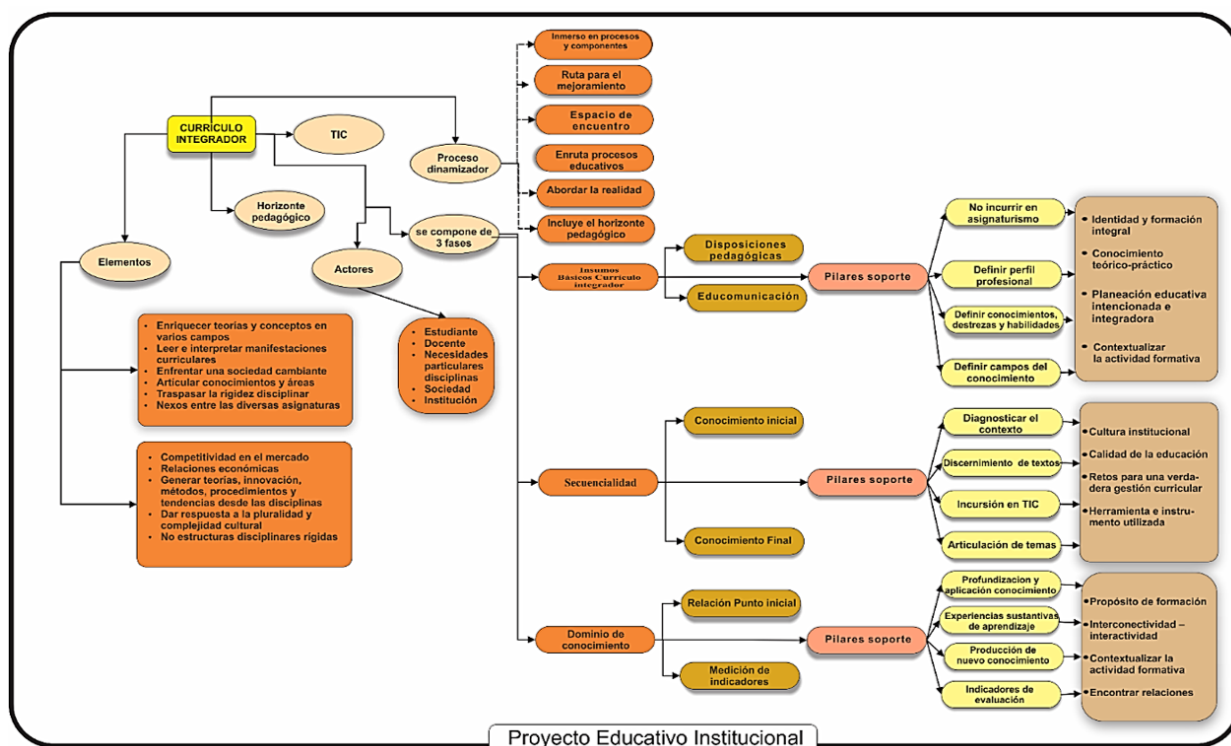 CURRÍCULO
INTEGRADOR
TIC
Horizonte
pedagógico
Elementos
Actores
Proceso
dinamizador
se compone de
3 fases
Inmerso en procesos
y componentes
Ruta para el
mejoramiento
Espacio de
encuentro
Enruta procesos
educativos
Abordar la realidad
Incluye el horizonte
pedagógico
• Enriquecer teorías y conceptos en
varios campos
• Leer e interpretar manifestaciones
curriculares
• Enfrentar una sociedad cambiante
• Articular conocimientos y áreas
• Traspasar la rigidez disciplinar
• Nexos entre las diversas asignaturas
• Competitividad en el mercado
• Relaciones económicas
• Generar teorías, innovación,
métodos, procedimientos y
tendencias desde las disciplinas
• Dar respuesta a la pluralidad y
complejidad cultural
• No estructuras disciplinares rígidas
• Estudiante
• Docente
• Necesidades
particulares
disciplinas
• Sociedad
• Institución
Insumos
Básicos Currículo
integrador
Disposiciones
pedagógicas
Educomunicación
Pilares soporte
No incurrir en
asignaturismo
Definir perfil
profesional
Definir conocimientos,
destrezas y habilidades
Definir campos del
conocimiento
• Identidad y formación
integral
• Conocimiento
teórico-práctico
• Planeación educativa
intencionada e
integradora
• Contextualizar
la actividad formativa
Secuencialidad
Conocimiento inicial
Conocimiento Final
Pilares soporte
Diagnosticar el
contexto
Discernimiento de textos
Incursión en TIC
Articulación de temas
• Cultura institucional
• Calidad de la educación
• Retos para una verda-
dera gestión curricular
• Herramienta e instru-
mento utilizada
Dominio de
conocimiento
Relación Punto inicial
Medición de
indicadores
Pilares soporte
Profundizacion y
aplicación conocimiento
Experiencias sustantivas
de aprendizaje
Producción de
nuevo conocimiento
Indicadores de
evaluación
• Propósito de formación
• Interconectividad –
interactividad
• Contextualizar la
actividad formativa
• Encontrar relaciones
Proyecto Educativo Institucional